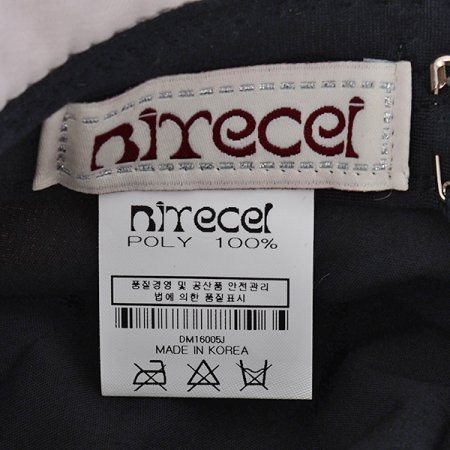 nirecei
nirecei
POLY 100%
품질경영 및 공산품 안전관리
법에 의한 품질표시
DM16005J
MADE IN KOREA